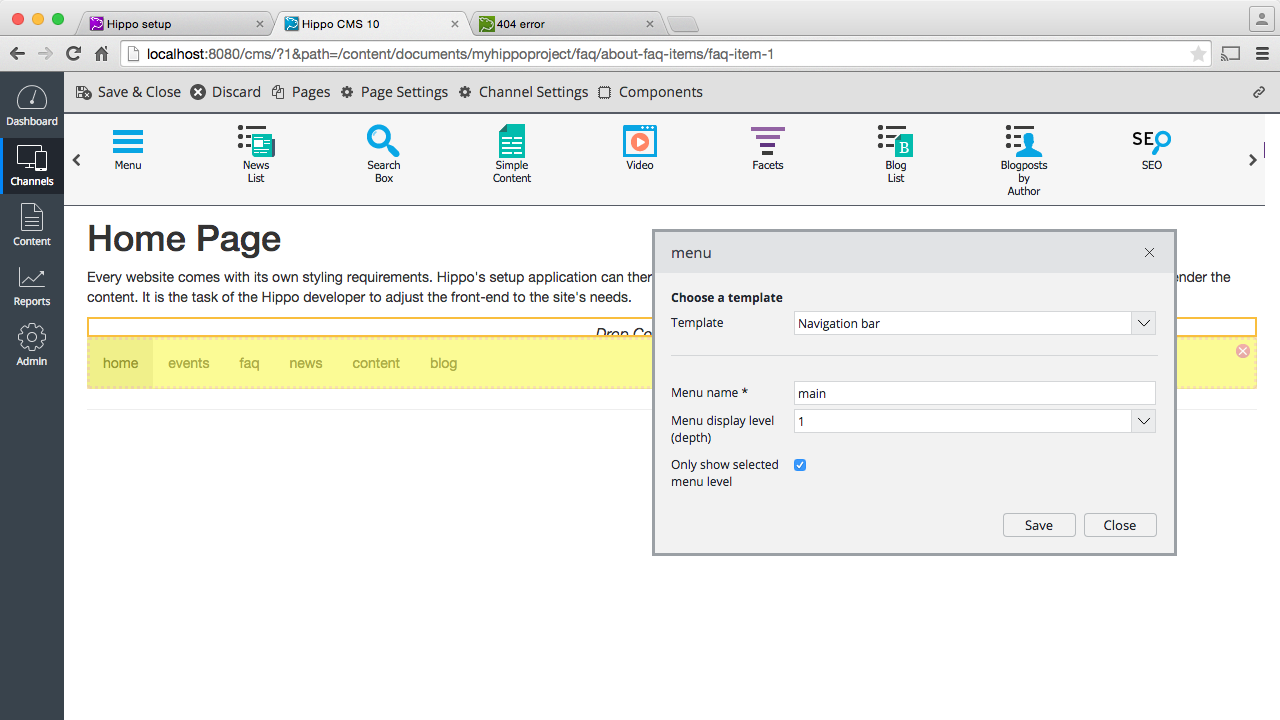 Hippo setup
Hippo CMS 10
404 error
localhost:8080/cms/?1&path=/content/documents/myhippoproject/faq/about-faq-items/faq-item-1
Dashboard
Channels
Content
Reports
Admin
Save & Close
Discard
Pages
Page Settings
Channel Settings
Components
Menu
News
List
Search
Box
Simple
Content
Video
Facets
Blog
List
B
Blogposts
by
Author
SEO
SEO
Home Page
Every website comes with its own styling requirements. Hippo's setup application can
nder the
content. It is the task of the Hippo developer to adjust the front-end to the site's needs.
Drop
home
events
faq
news
content
blog
menu
Choose a template
Template
Navigation bar
Menu name *
main
Menu display level
(depth)
1
Only show selected
menu level
Save
Close